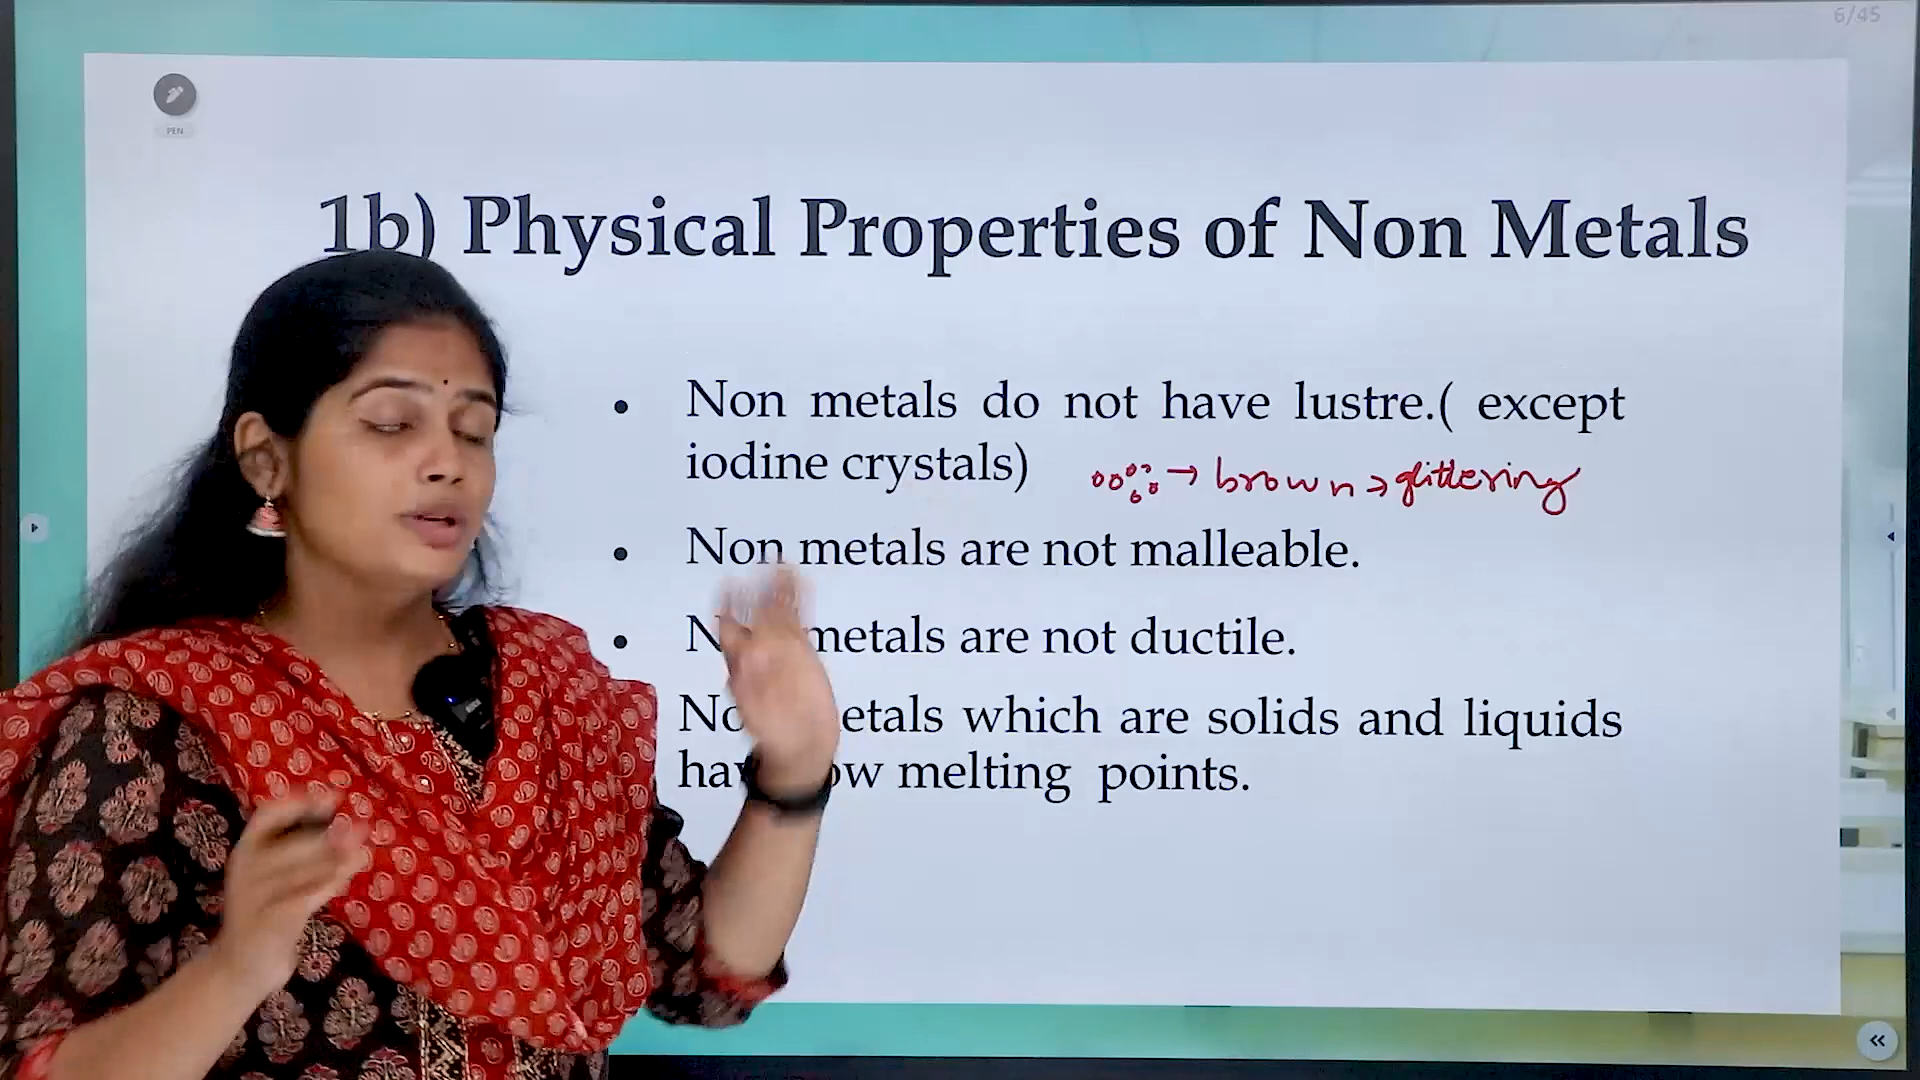 6/45
PEN
1b) Physical Properties of Non Metals
• Non metals do not have lustre.( except
iodine crystals) → brown → glittering
• Non metals are not malleable.
• metals are not ductile.
which are solids and liquids
melting points.